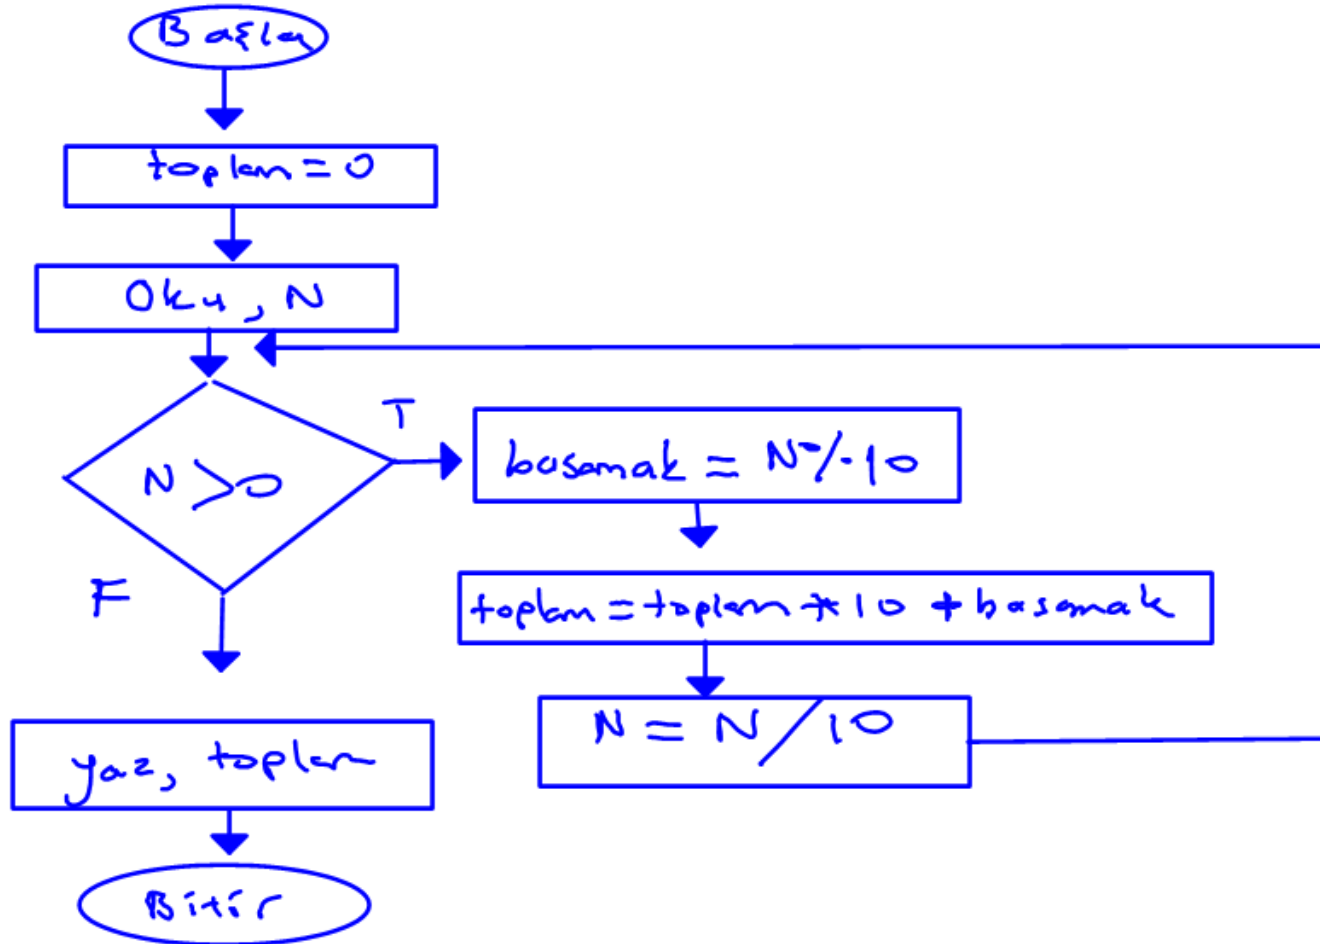 Başla
toplam = 0
Oku, N
N > 0
T
basamak = N % 10
toplam = toplam * 10 + basamak
N = N / 10
F
yaz, toplam
Bitir